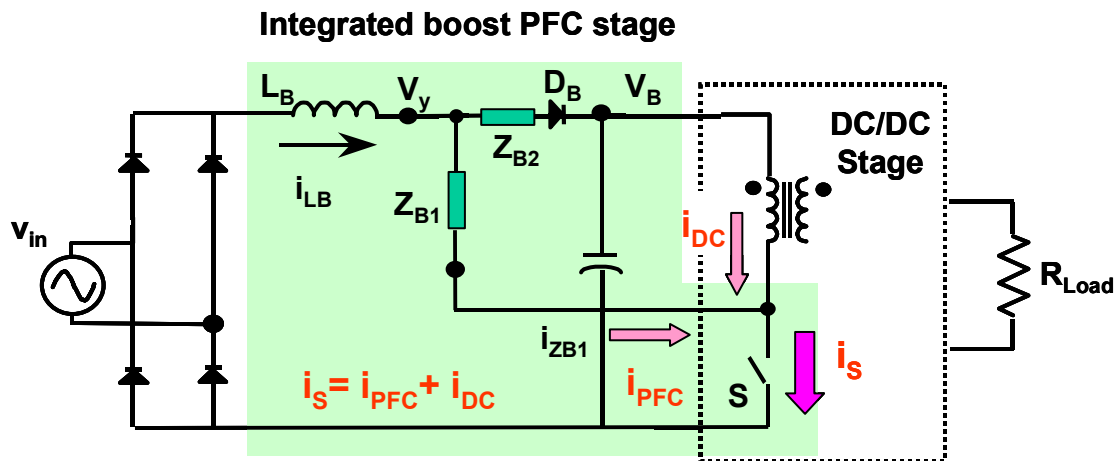 Integrated boost PFC stage
L_B
V_y
D_B
V_B
Z_B2
DC/DC
Stage
i_LB
Z_B1
v_in
i_DC
R_Load
i_ZB1
i_S
i_S= i_PFC+ i_DC
i_PFC
S